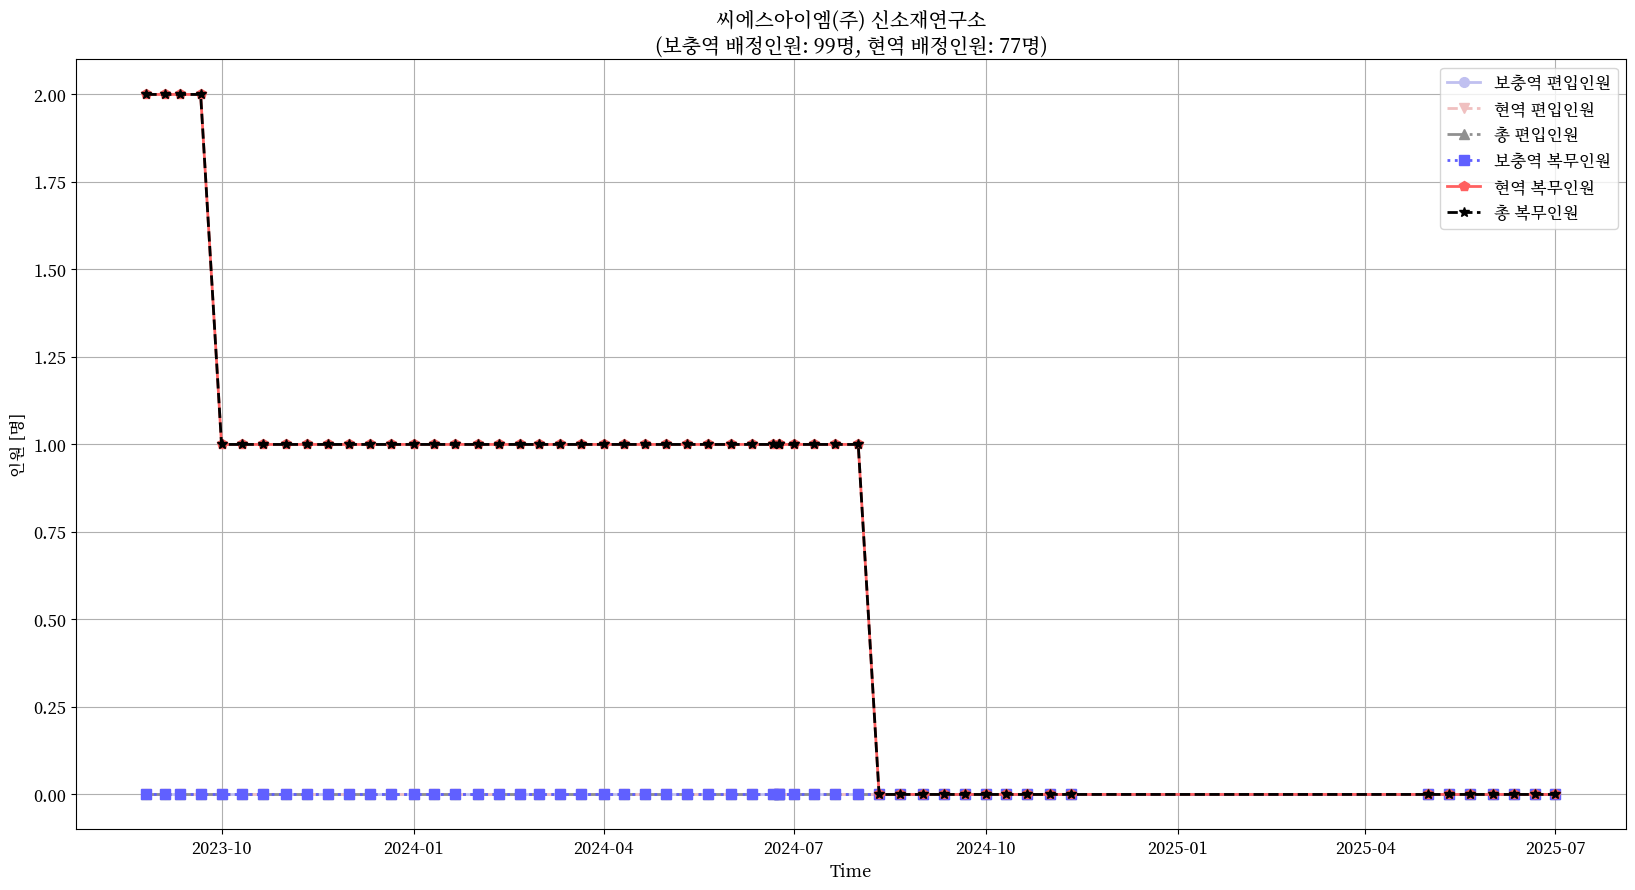 씨에스아이엠(주) 신소재연구소
(보충역 배정인원: 99명, 현역 배정인원: 77명)
보충역 편입인원
현역 편입인원
총 편입인원
보충역 복무인원
현역 복무인원
총 복무인원
2.00
1.75
1.50
1.25
1.00
0.75
0.50
0.25
0.00
인원 [명]
2023-10
2024-01
2024-04
2024-07
2024-10
2025-01
2025-04
2025-07
Time